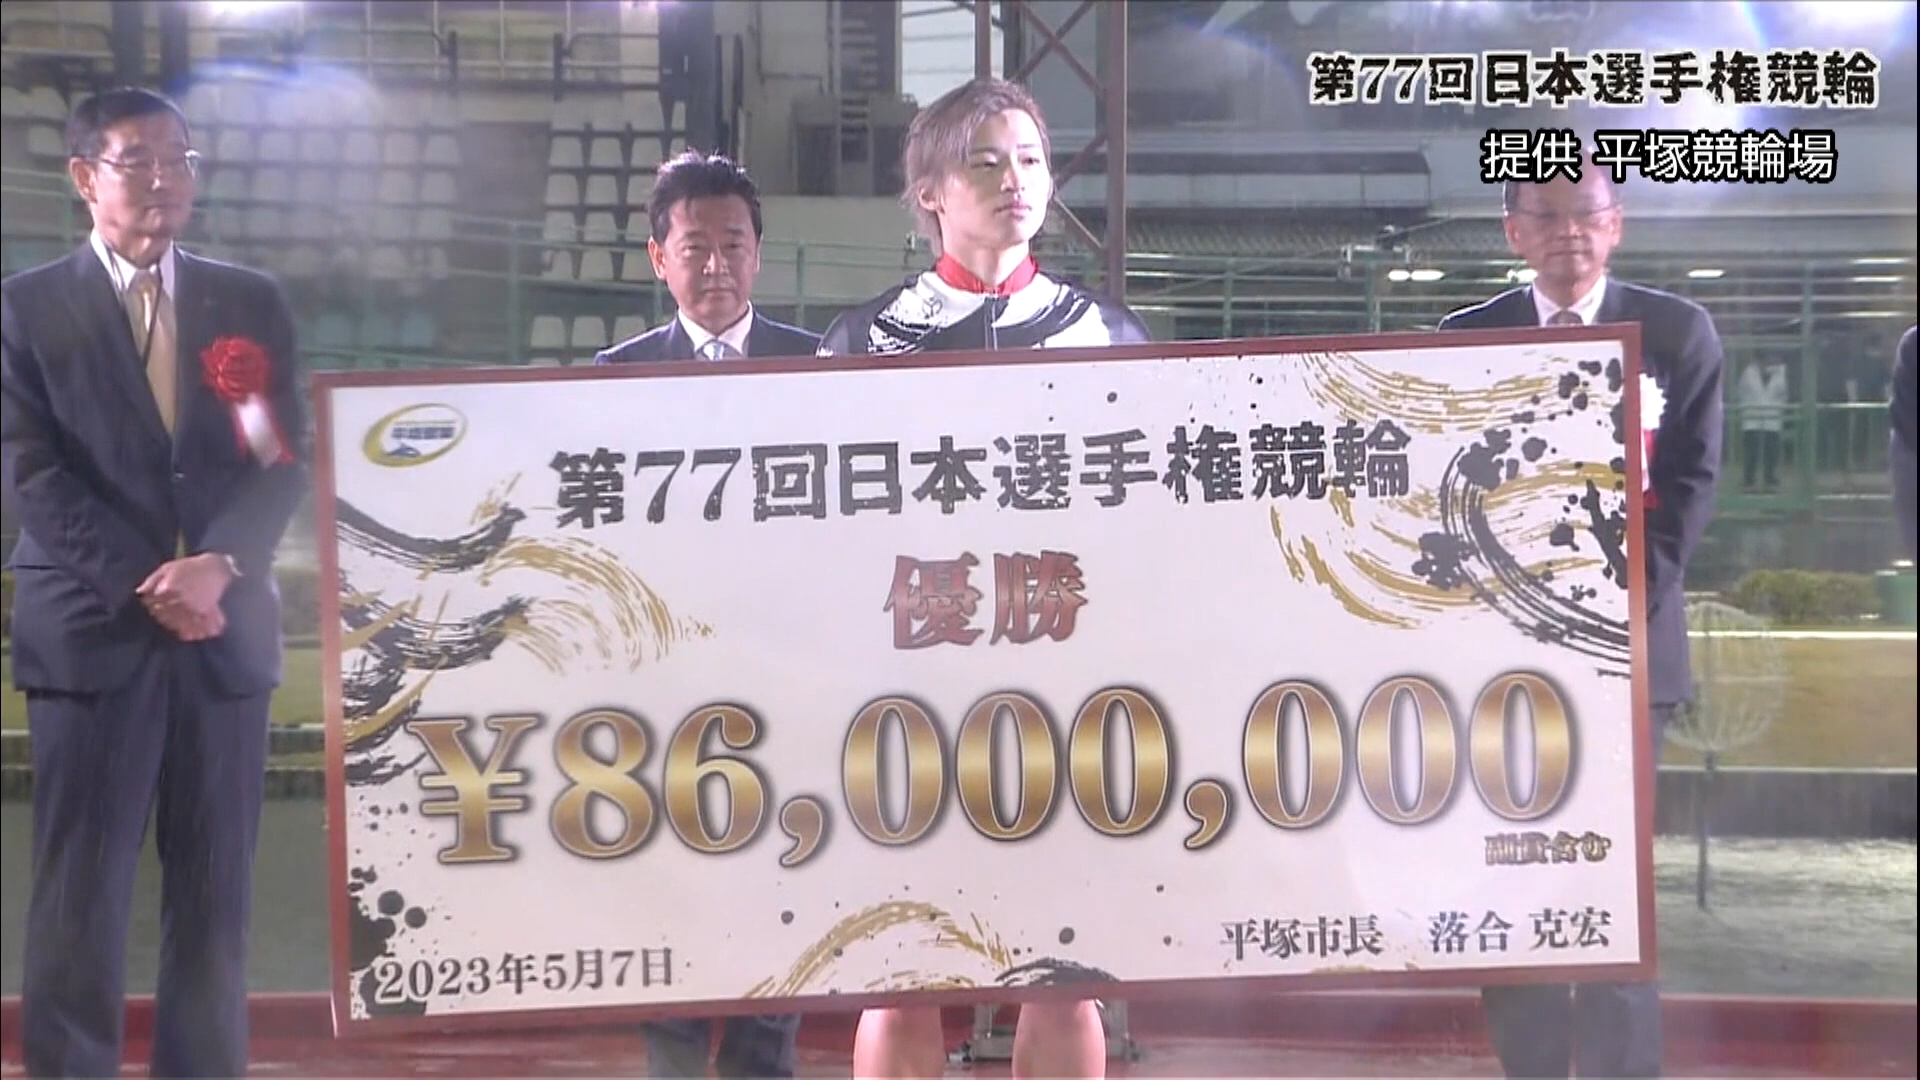 第77回日本選手権競輪
提供 平塚競輪場
第77回日本選手権競輪
優勝
¥86,000,000
副賞含む
2023年5月7日
平塚市長 落合 克宏